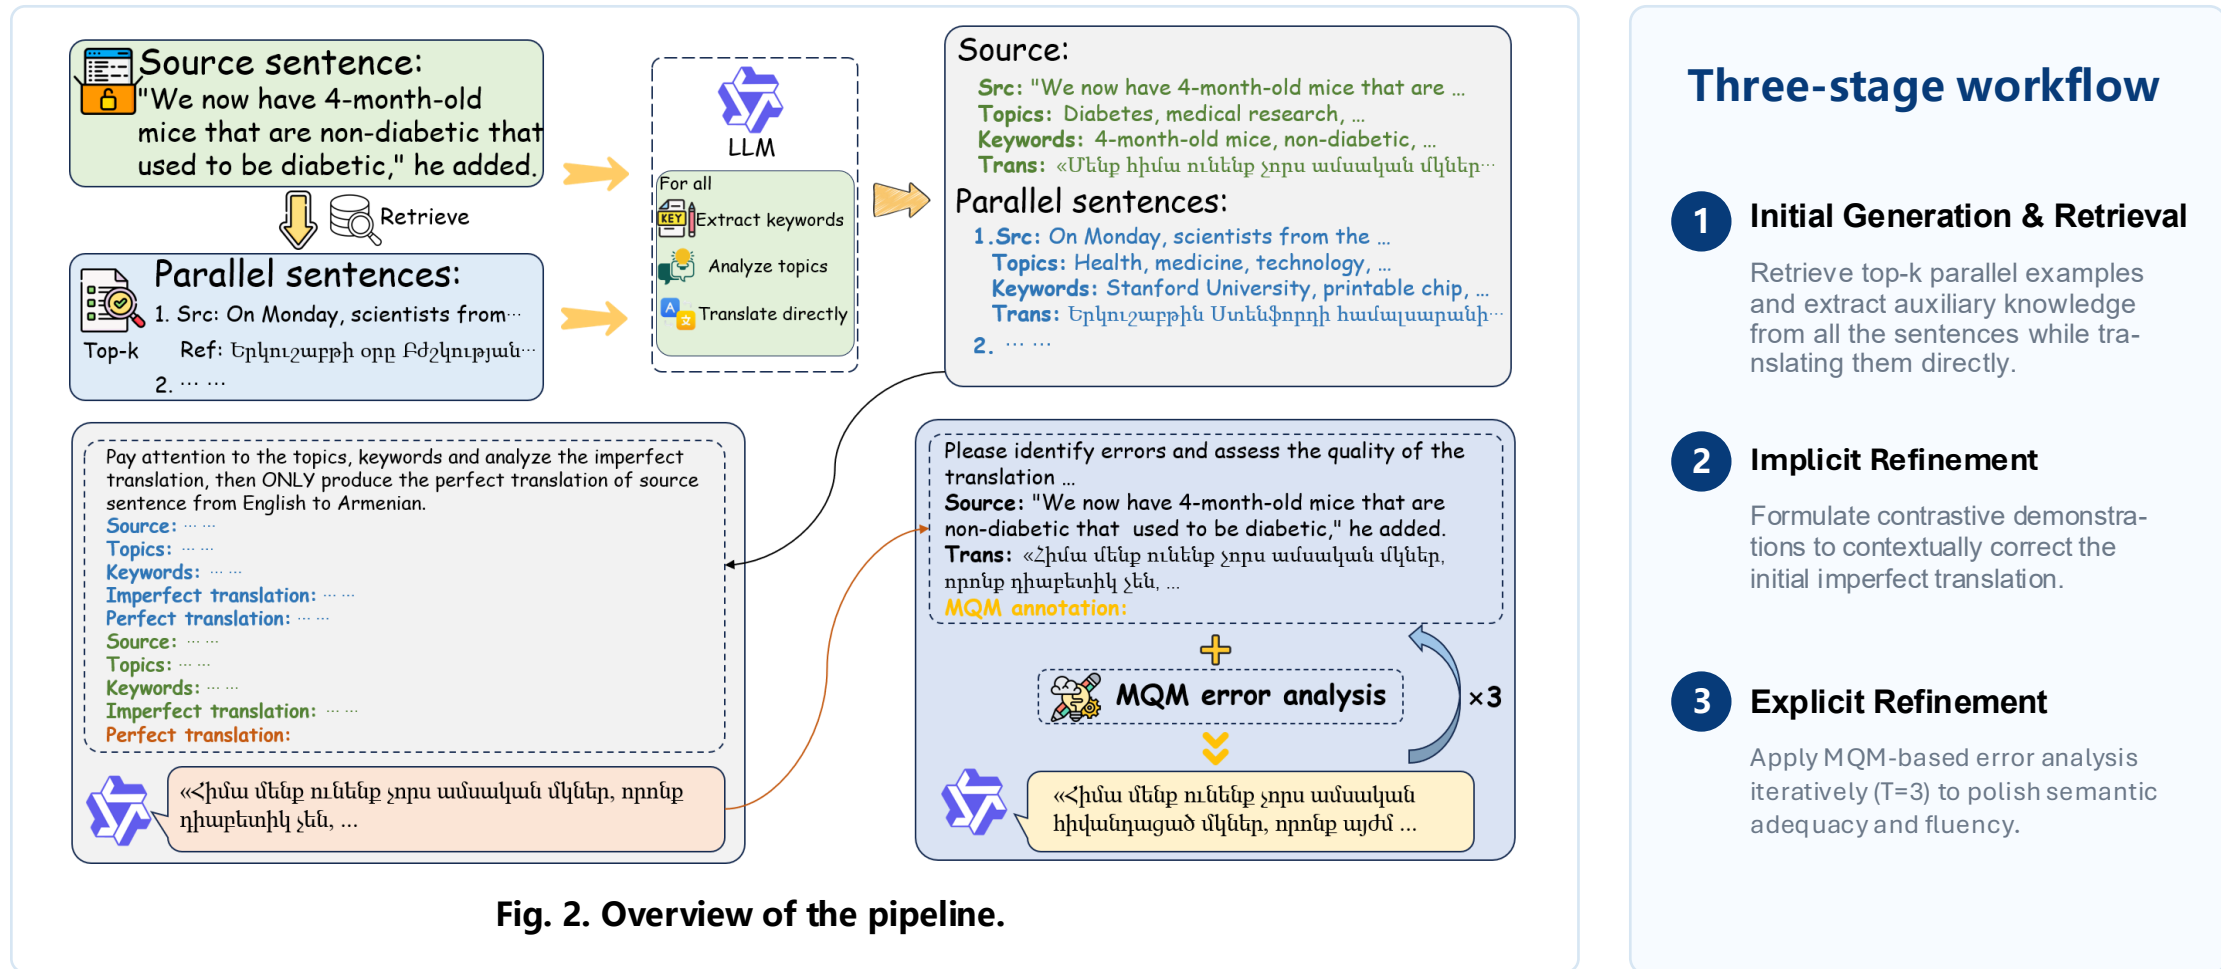 Source sentence:
"We now have 4-month-old
mice that are non-diabetic that
used to be diabetic," he added.
Retrieve
Top-k
Parallel sentences:
1. Src: On Monday, scientists from...
Ref: Երկուշաբթի օրը Բժշկության...
2. ... ...
LLM
For all
KEY
Extract keywords
Analyze topics
A
文
Translate directly
Source:
Src: "We now have 4-month-old mice that are ...
Topics: Diabetes, medical research, ...
Keywords: 4-month-old mice, non-diabetic, ...
Trans: «Մենք հիմա ունենք չորս ամսական մկներ...
Parallel sentences:
1.Src: On Monday, scientists from the ...
Topics: Health, medicine, technology, ...
Keywords: Stanford University, printable chip, ...
Trans: Երկուշաբթին Ստենֆորդի համալսարանի...
2. ... ...
Pay attention to the topics, keywords and analyze the imperfect
translation, then ONLY produce the perfect translation of source
sentence from English to Armenian.
Source: ... ...
Topics: ... ...
Keywords: ... ...
Imperfect translation: ... ...
Perfect translation: ... ...
Source: ... ...
Topics: ... ...
Keywords: ... ...
Imperfect translation: ... ...
Perfect translation:
«Հիմա մենք ունենք չորս ամսական մկներ, որոնք
դիաբետիկ չեն, ...
Please identify errors and assess the quality of the
translation ...
Source: "We now have 4-month-old mice that are
non-diabetic that used to be diabetic," he added.
Trans: «Հիմա մենք ունենք չորս ամսական մկներ,
որոնք դիաբետիկ չեն, ...
MQM annotation:
+
MQM error analysis
×3
«Հիմա մենք ունենք չորս ամսական
հիվանդացած մկներ, որոնք այժմ ...
Fig. 2. Overview of the pipeline.
Three-stage workflow
1
Initial Generation & Retrieval
Retrieve top-k parallel examples
and extract auxiliary knowledge
from all the sentences while tra-
nslating them directly.
2
Implicit Refinement
Formulate contrastive demonstra-
tions to contextually correct the
initial imperfect translation.
3
Explicit Refinement
Apply MQM-based error analysis
iteratively (T=3) to polish semantic
adequacy and fluency.